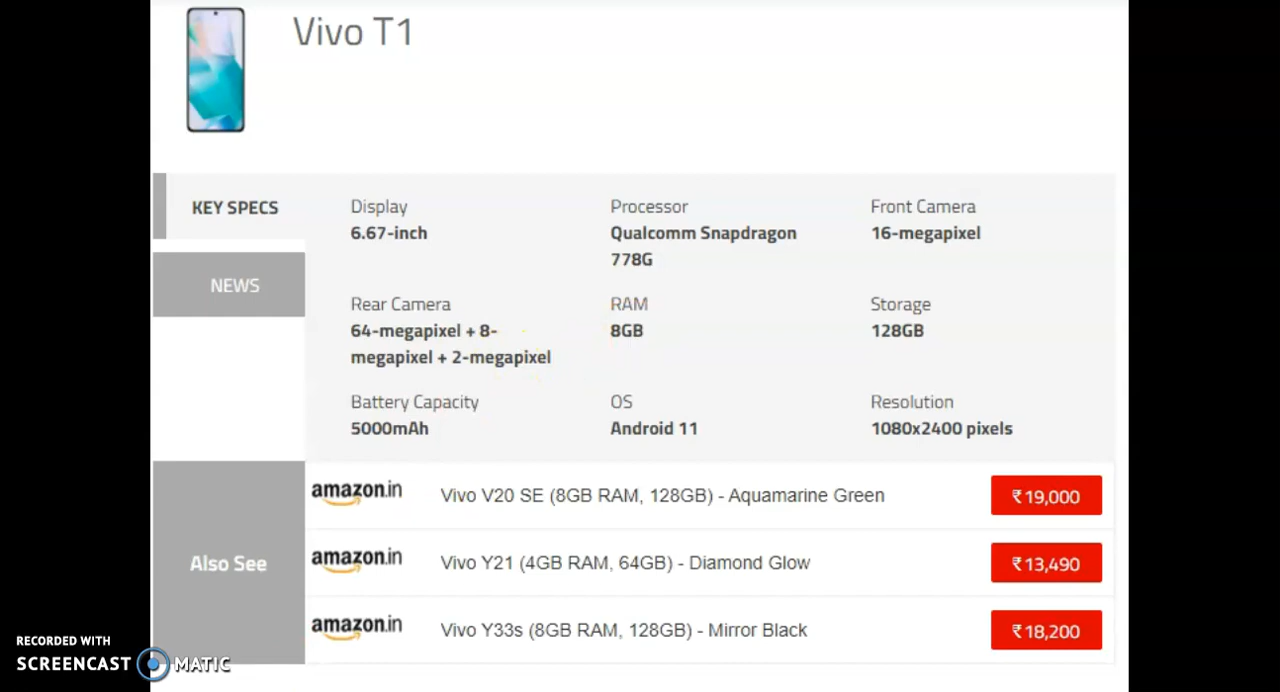 Vivo T1
KEY SPECS
NEWS
Display
6.67-inch
Processor
Qualcomm Snapdragon
778G
Front Camera
16-megapixel
Rear Camera
64-megapixel + 8-
megapixel + 2-megapixel
RAM
8GB
Storage
128GB
Battery Capacity
5000mAh
OS
Android 11
Resolution
1080x2400 pixels
Also See
amazon.in Vivo V20 SE (8GB RAM, 128GB) - Aquamarine Green ₹19,000
amazon.in Vivo Y21 (4GB RAM, 64GB) - Diamond Glow ₹13,490
amazon.in Vivo Y33s (8GB RAM, 128GB) - Mirror Black ₹18,200
RECORDED WITH
SCREENCAST MATIC